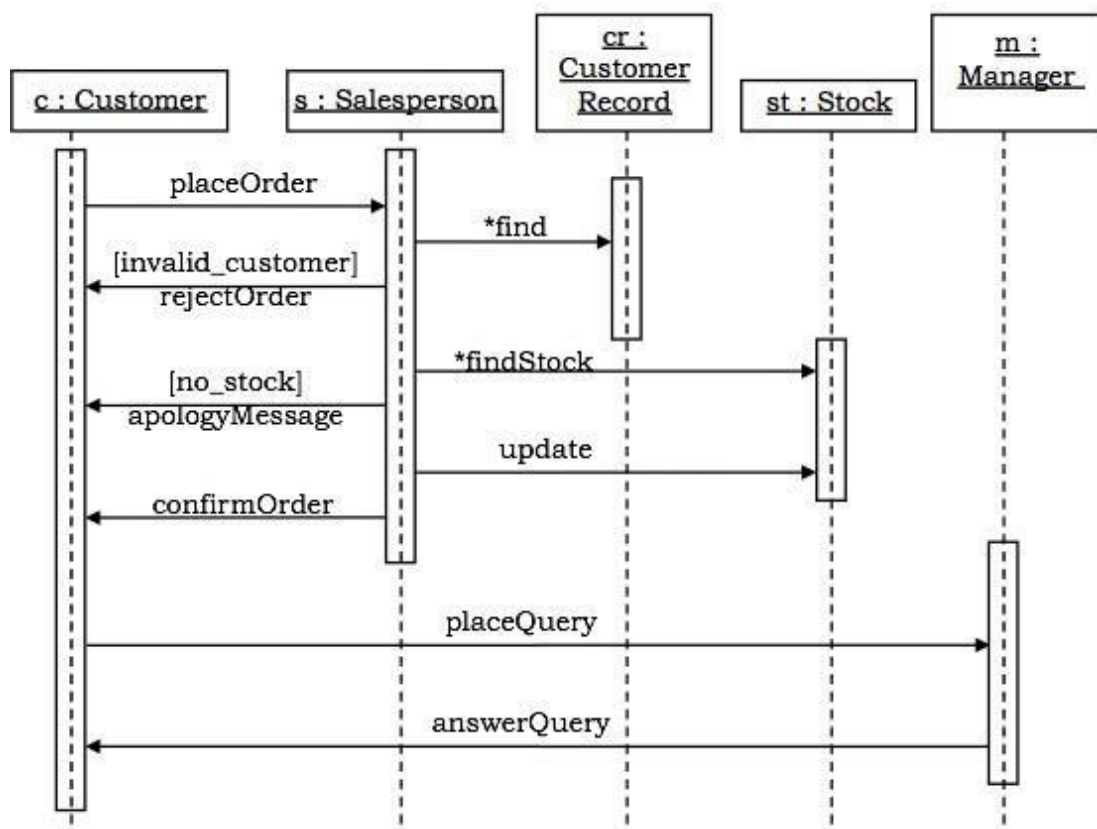 c : Customer
s : Salesperson
cr :
Customer
Record
st : Stock
m :
Manager
placeOrder
*find
[invalid_customer]
rejectOrder
*findStock
[no_stock]
apologyMessage
update
confirmOrder
placeQuery
answerQuery